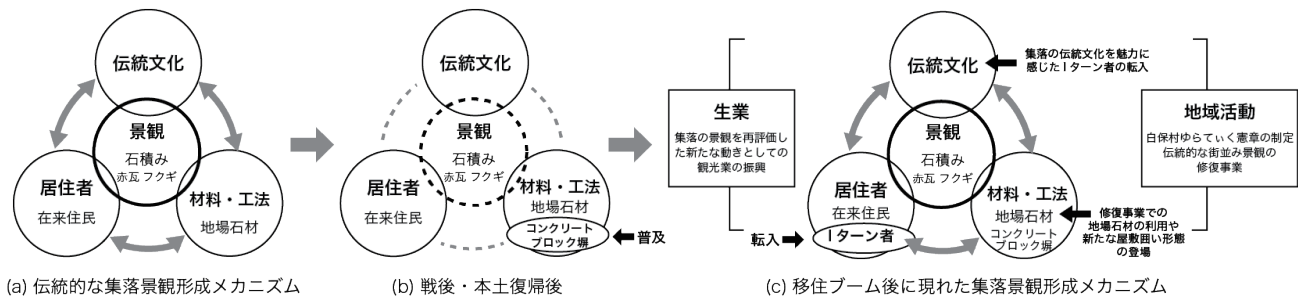 伝統文化
景観
石積み
赤瓦 フクギ
居住者
在来住民
材料・工法
地場石材
(a) 伝統的な集落景観形成メカニズム
伝統文化
景観
石積み
赤瓦 フクギ
居住者
在来住民
材料・工法
地場石材
コンクリート
ブロック塀
普及
(b) 戦後・本土復帰後
生業
集落の景観を再評価し
た新たな動きとしての
観光業の振興
伝統文化
集落の伝統文化を魅力に
感じたIターン者の転入
景観
石積み
赤瓦 フクギ
居住者
在来住民
Iターン者
転入
材料・工法
地場石材
コンクリート
ブロック塀
修復事業での
地場石材の利用や
新たな屋敷囲い形態
の登場
地域活動
白保村ゆらてぃく憲章の制定
伝統的な街並み景観の
修復事業
(c) 移住ブーム後に現れた集落景観形成メカニズム